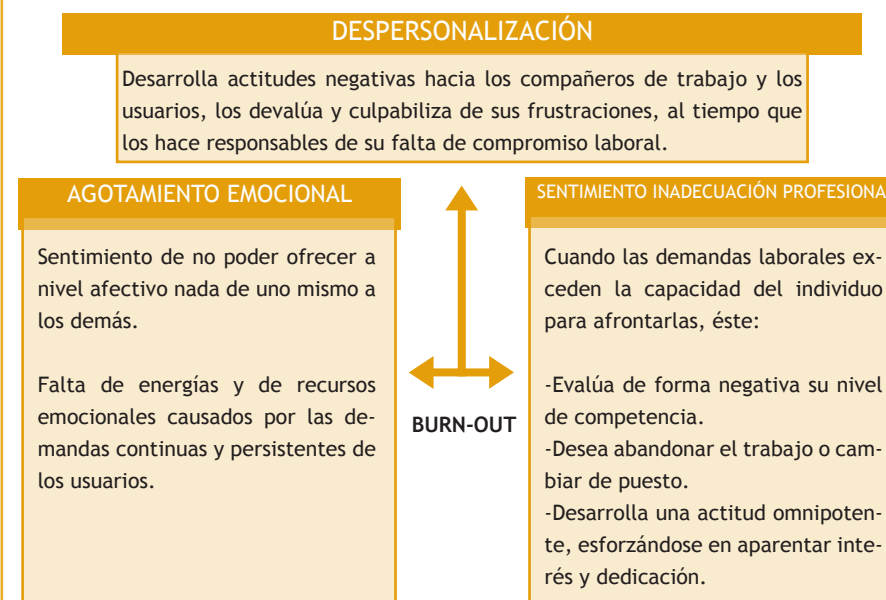 DESPERSONALIZACIÓN
Desarrolla actitudes negativas hacia los compañeros de trabajo y los
usuarios, los devalúa y culpabiliza de sus frustraciones, al tiempo que
los hace responsables de su falta de compromiso laboral.
AGOTAMIENTO EMOCIONAL
Sentimiento de no poder ofrecer a
nivel afectivo nada de uno mismo a
los demás.
Falta de energías y de recursos
emocionales causados por las de-
mandas continuas y persistentes de
los usuarios.
BURN-OUT
SENTIMIENTO INADECUACIÓN PROFESIONA
Cuando las demandas laborales ex-
ceden la capacidad del individuo
para afrontarlas, éste:
-Evalúa de forma negativa su nivel
de competencia.
-Desea abandonar el trabajo o cam-
biar de puesto.
-Desarrolla una actitud omnipoten-
te, esforzándose en aparentar inte-
rés y dedicación.